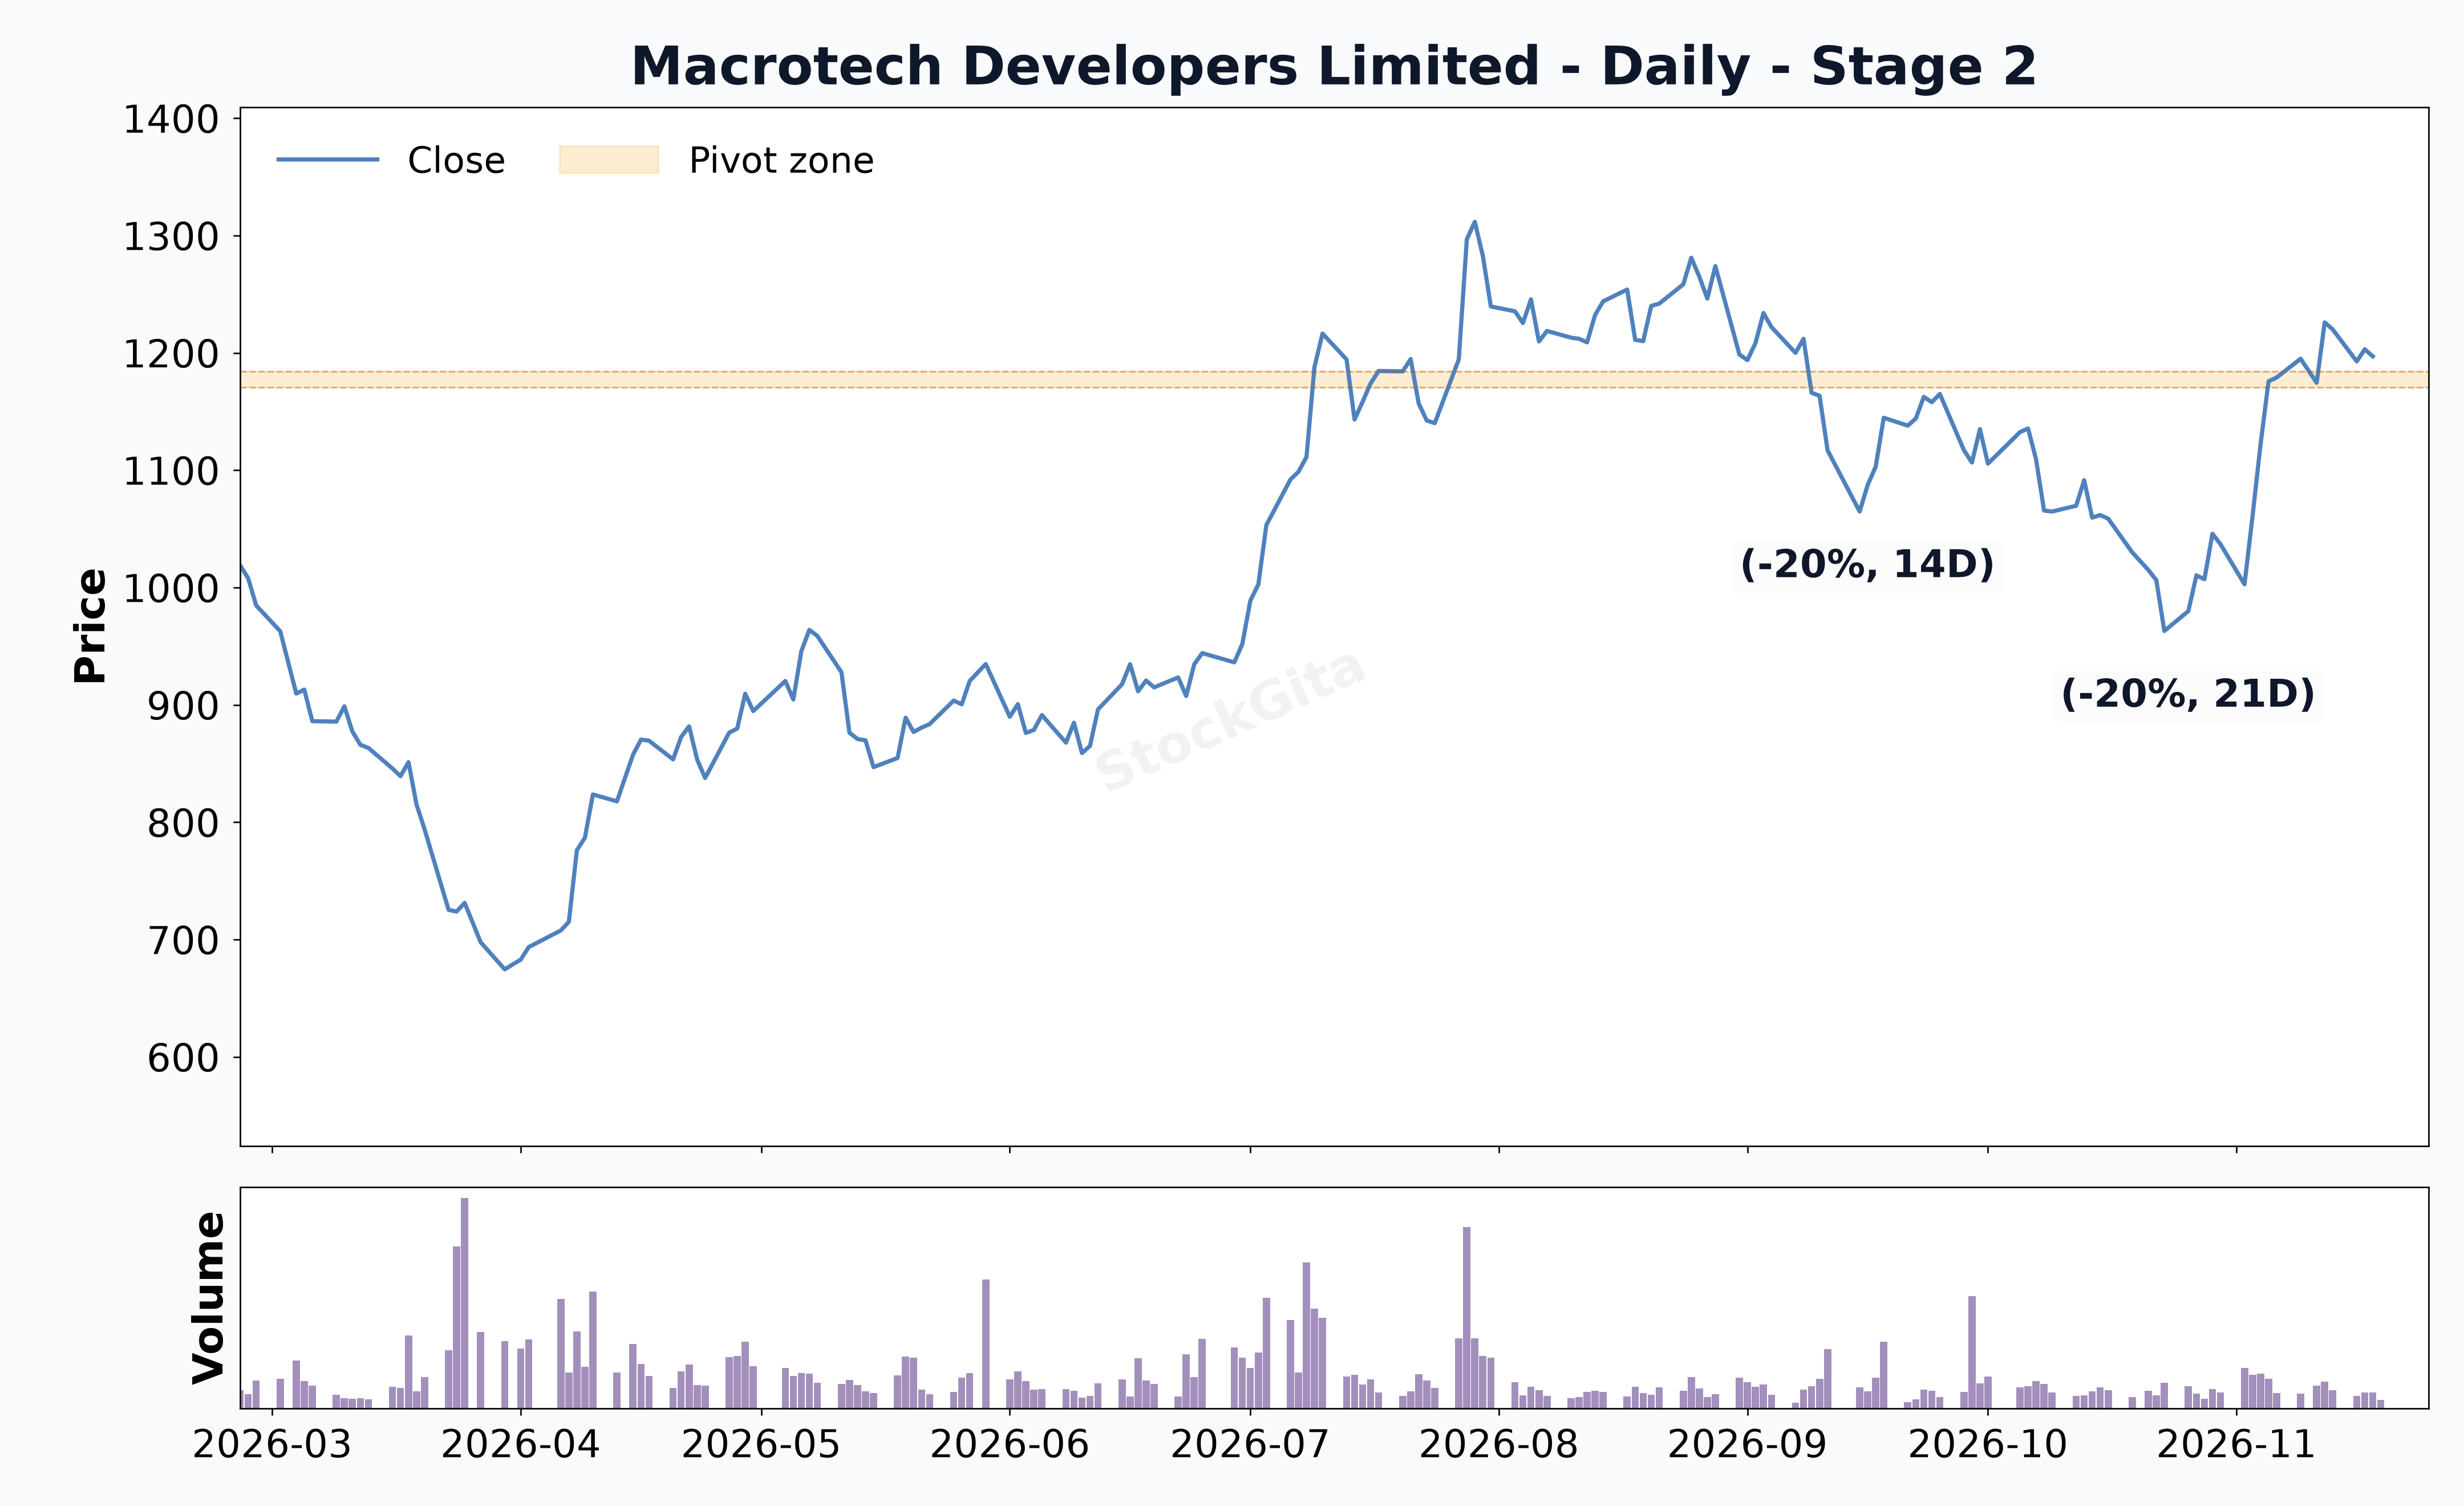 Macrotech Developers Limited - Daily - Stage 2
Close
Pivot zone
Price
1400
1300
1200
1100
1000
900
800
700
600
(-20%, 14D)
(-20%, 21D)
StockGita
Volume
2026-03
2026-04
2026-05
2026-06
2026-07
2026-08
2026-09
2026-10
2026-11